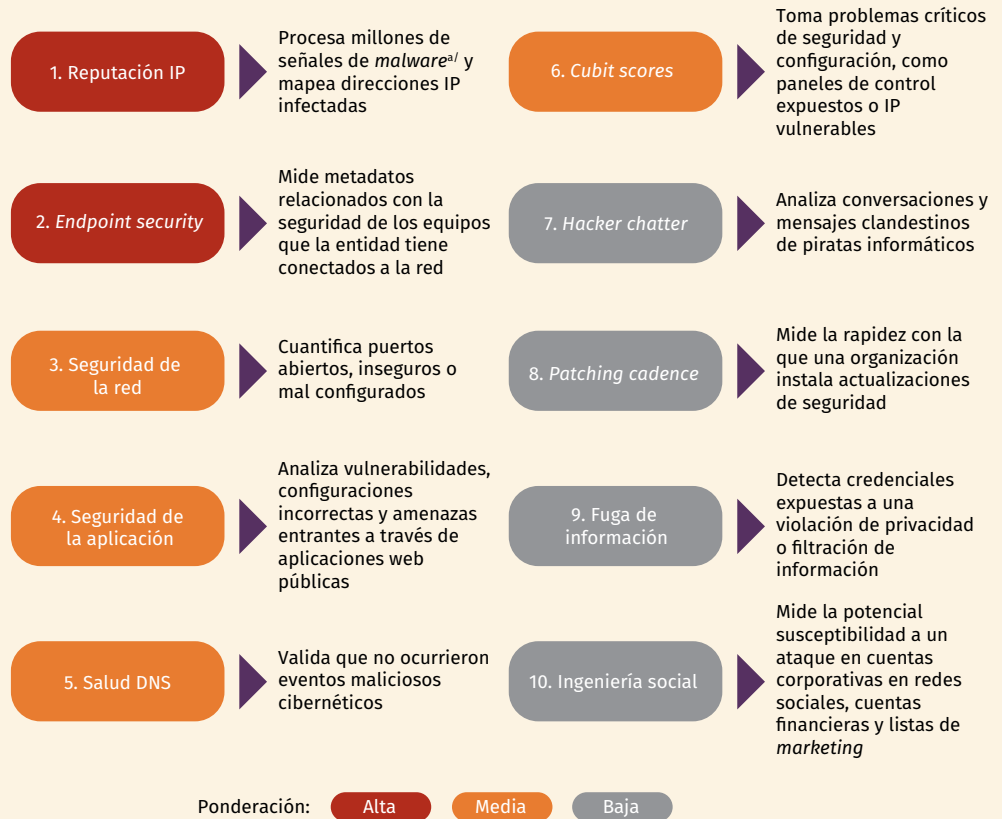 1. Reputación IP
Procesa millones de
señales de malwareᵃ/ y
mapea direcciones IP
infectadas
2. Endpoint security
Mide metadatos
relacionados con la
seguridad de los equipos
que la entidad tiene
conectados a la red
3. Seguridad de
la red
Cuantifica puertos
abiertos, inseguros o
mal configurados
4. Seguridad de
la aplicación
Analiza vulnerabilidades,
configuraciones
incorrectas y amenazas
entrantes a través de
aplicaciones web
públicas
5. Salud DNS
Valida que no ocurrieron
eventos maliciosos
cibernéticos
6. Cubit scores
Toma problemas críticos
de seguridad y
configuración, como
paneles de control
expuestos o IP
vulnerables
7. Hacker chatter
Analiza conversaciones y
mensajes clandestinos
de piratas informáticos
8. Patching cadence
Mide la rapidez con la
que una organización
instala actualizaciones
de seguridad
9. Fuga de
información
Detecta credenciales
expuestas a una
violación de privacidad
o filtración de
información
10. Ingeniería social
Mide la potencial
susceptibilidad a un
ataque en cuentas
corporativas en redes
sociales, cuentas
financieras y listas de
marketing
Ponderación: Alta Media Baja